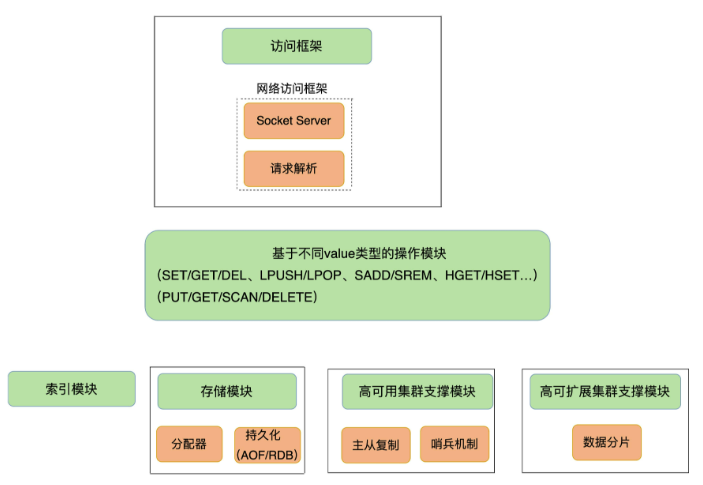 访问框架
网络访问框架
Socket Server
请求解析
基于不同value类型的操作模块
（SET/GET/DEL、LPUSH/LPOP、SADD/SREM、HGET/HSET…）
（PUT/GET/SCAN/DELETE）
索引模块
存储模块
分配器
持久化
（AOF/RDB）
高可用集群支撑模块
主从复制
哨兵机制
高可扩展集群支撑模块
数据分片